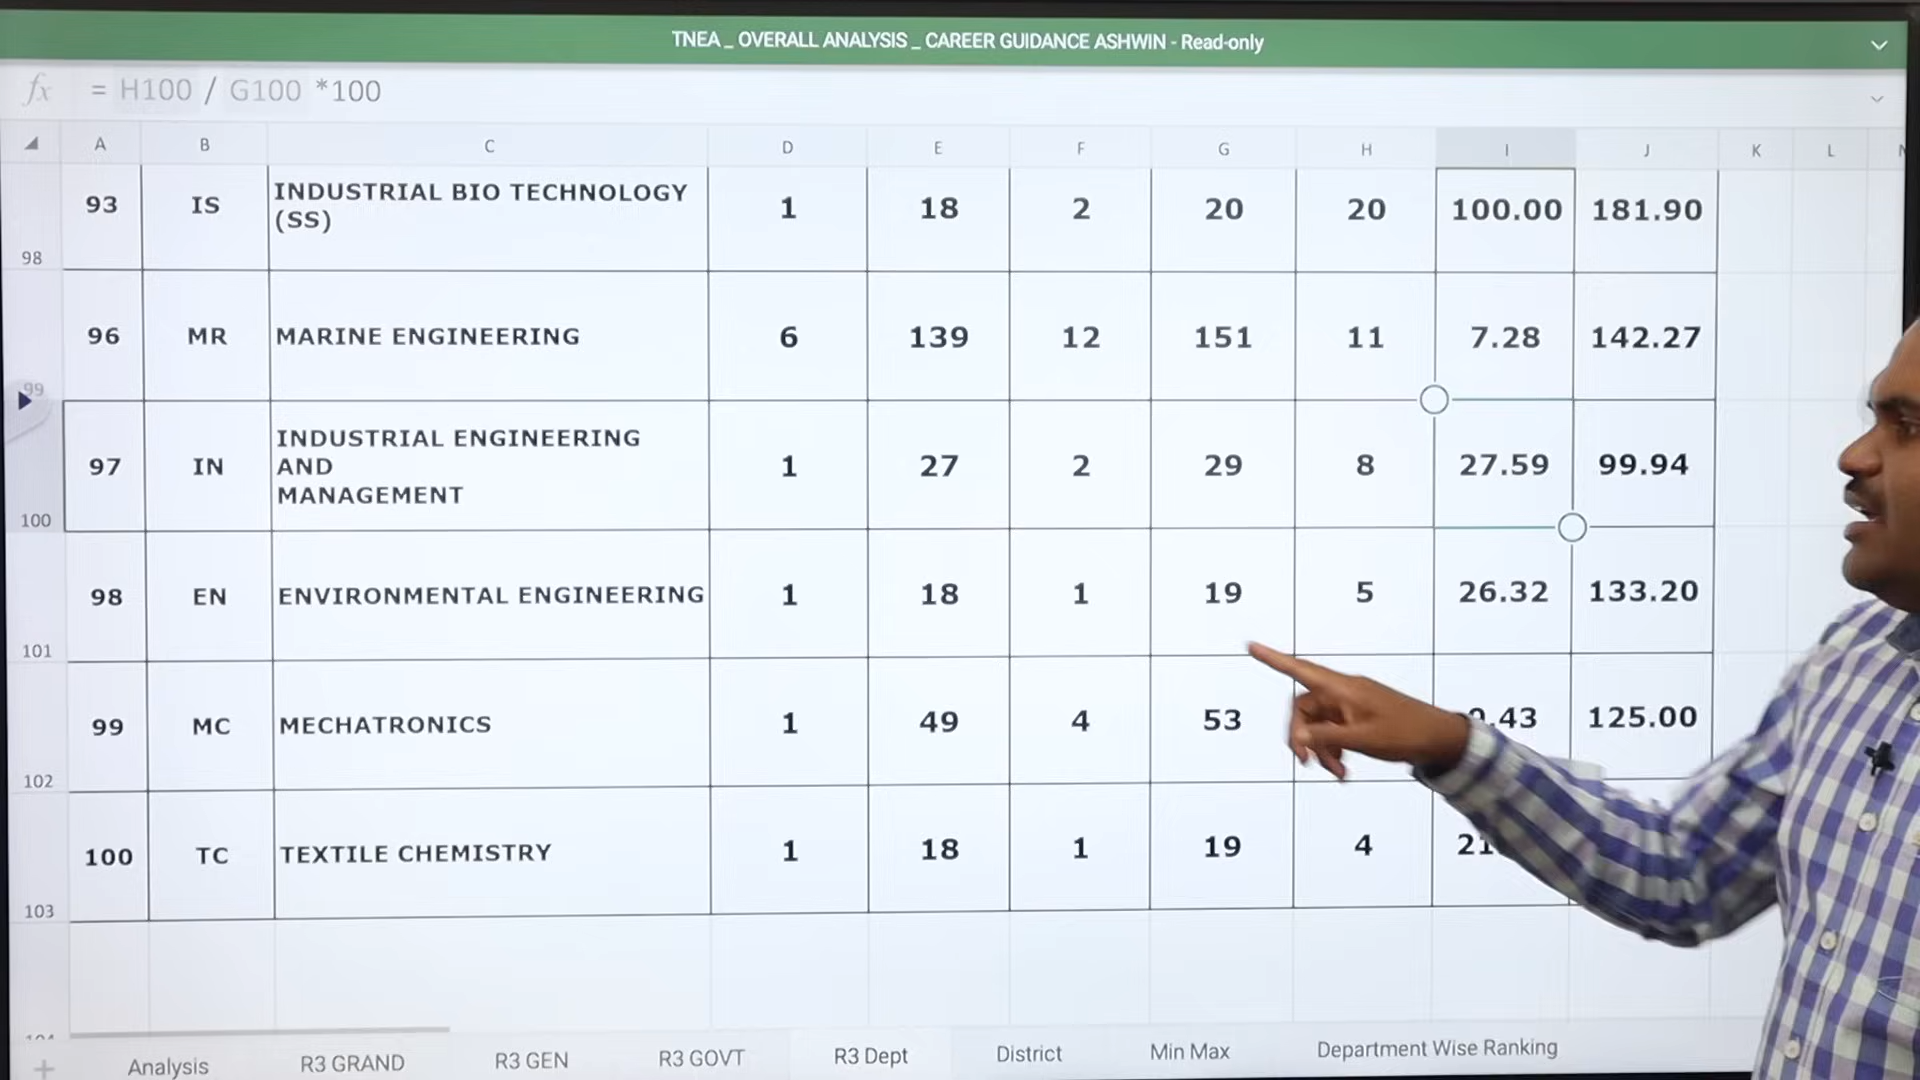 TNEA _ OVERALL ANALYSIS _ CAREER GUIDANCE ASHWIN - Read-only
fx = H100 / G100 *100
A B C D E F G H I J K L
93 IS INDUSTRIAL BIO TECHNOLOGY (SS) 1 18 2 20 20 100.00 181.90
98
96 MR MARINE ENGINEERING 6 139 12 151 11 7.28 142.27
99
97 IN INDUSTRIAL ENGINEERING AND MANAGEMENT 1 27 2 29 8 27.59 99.94
100
98 EN ENVIRONMENTAL ENGINEERING 1 18 1 19 5 26.32 133.20
101
99 MC MECHATRONICS 1 49 4 53 .43 125.00
102
100 TC TEXTILE CHEMISTRY 1 18 1 19 4 21
103
Analysis R3 GRAND R3 GEN R3 GOVT R3 Dept District Min Max Department Wise Ranking